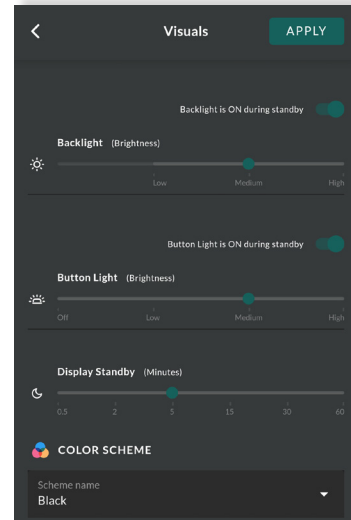 Visuals APPLY
Backlight is ON during standby
Backlight (Brightness)
Low Medium High
Button Light is ON during standby
Button Light (Brightness)
Off Low Medium High
Display Standby (Minutes)
0.5 2 5 15 30 60
COLOR SCHEME
Scheme name
Black